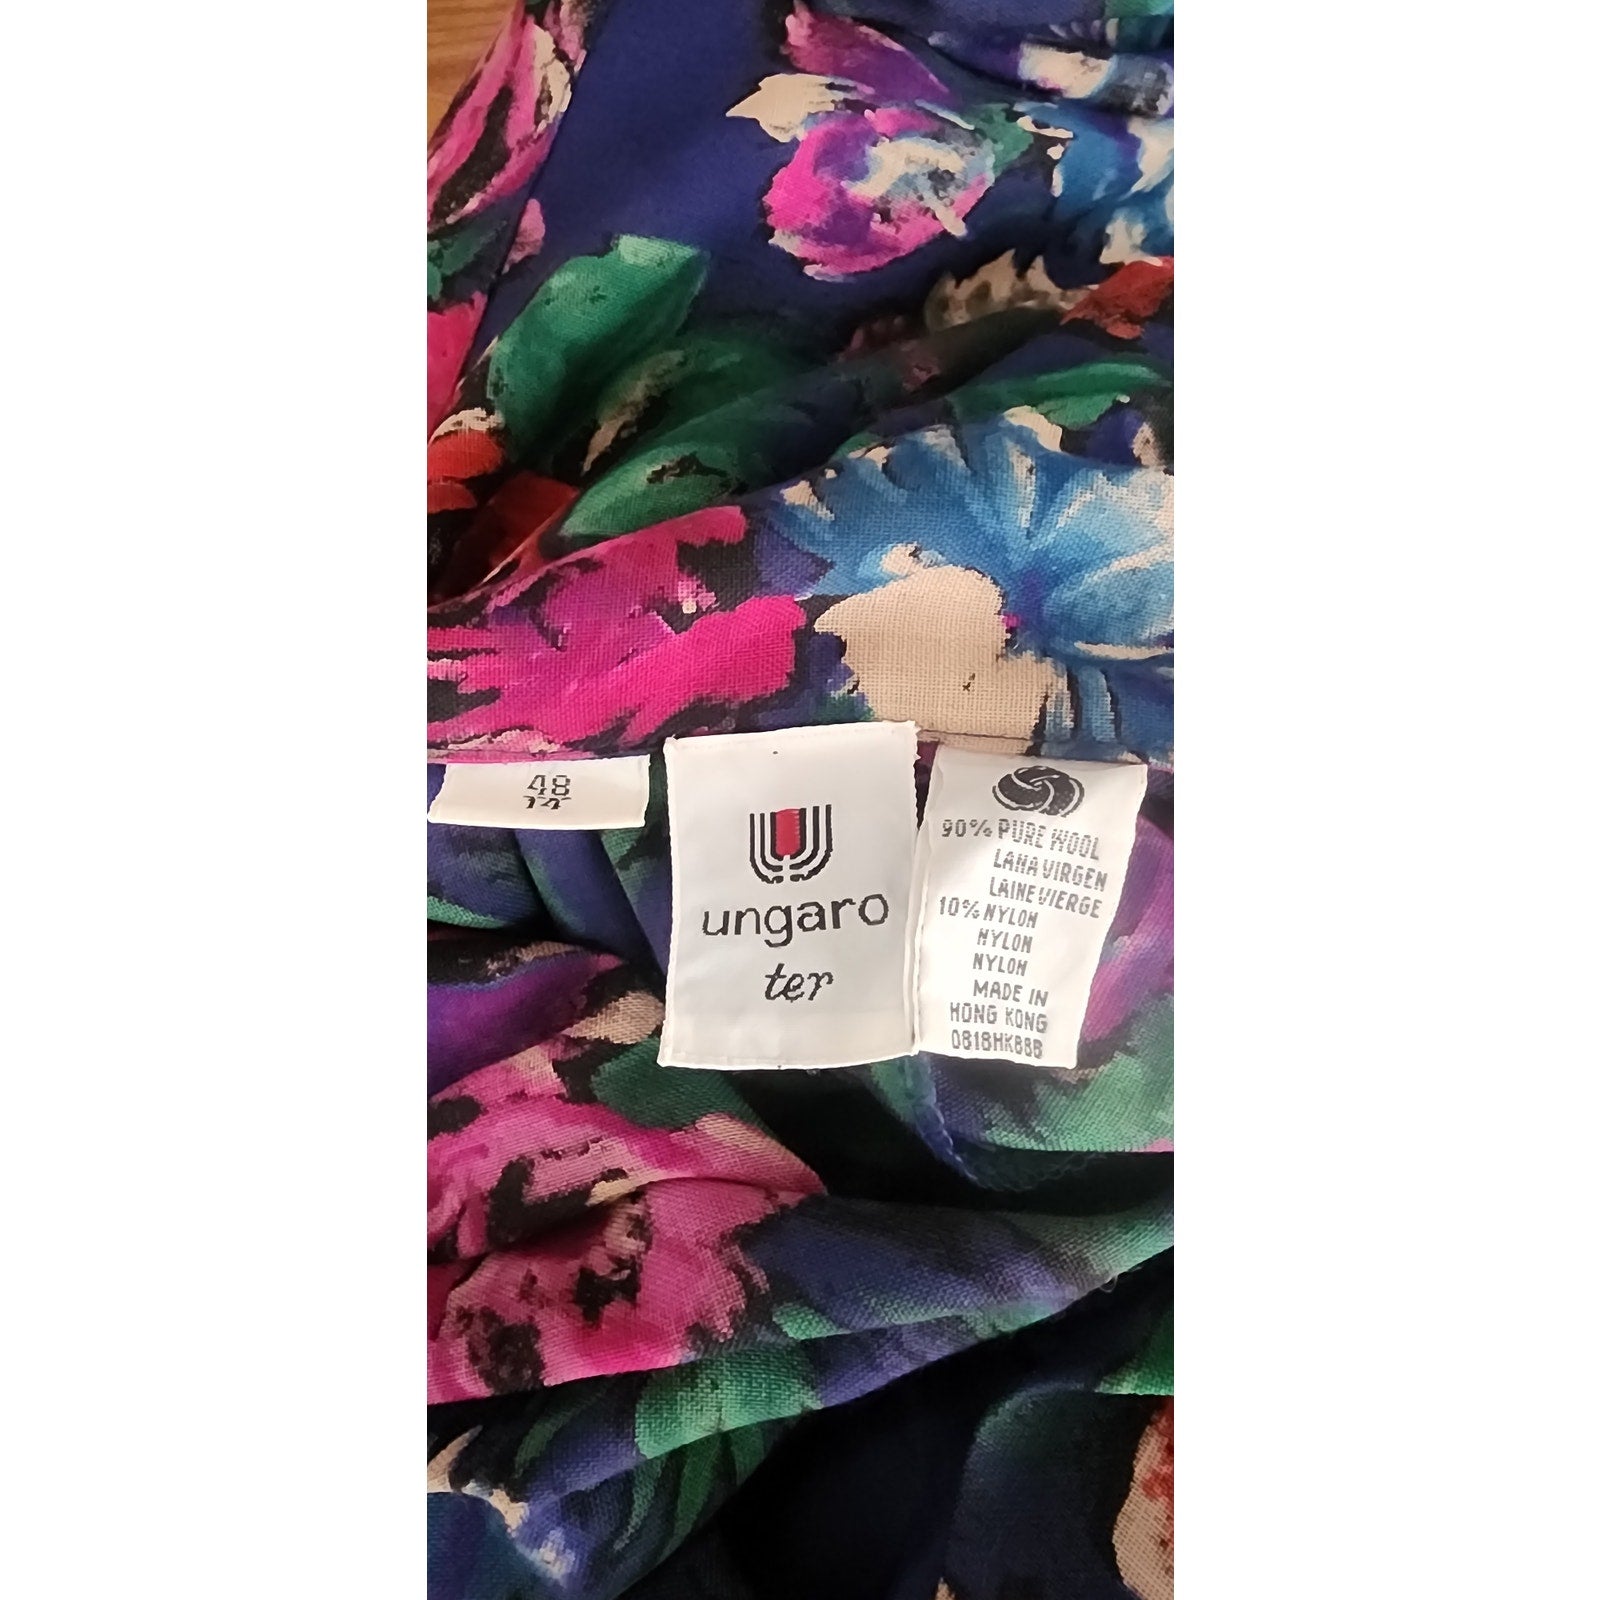 48
14
ungaro
ter
90% PURE WOOL
LANA VIRGEN
LAINE VIERGE
10% NYLON
NYLON
NYLON
MADE IN
HONG KONG
0818HK88B